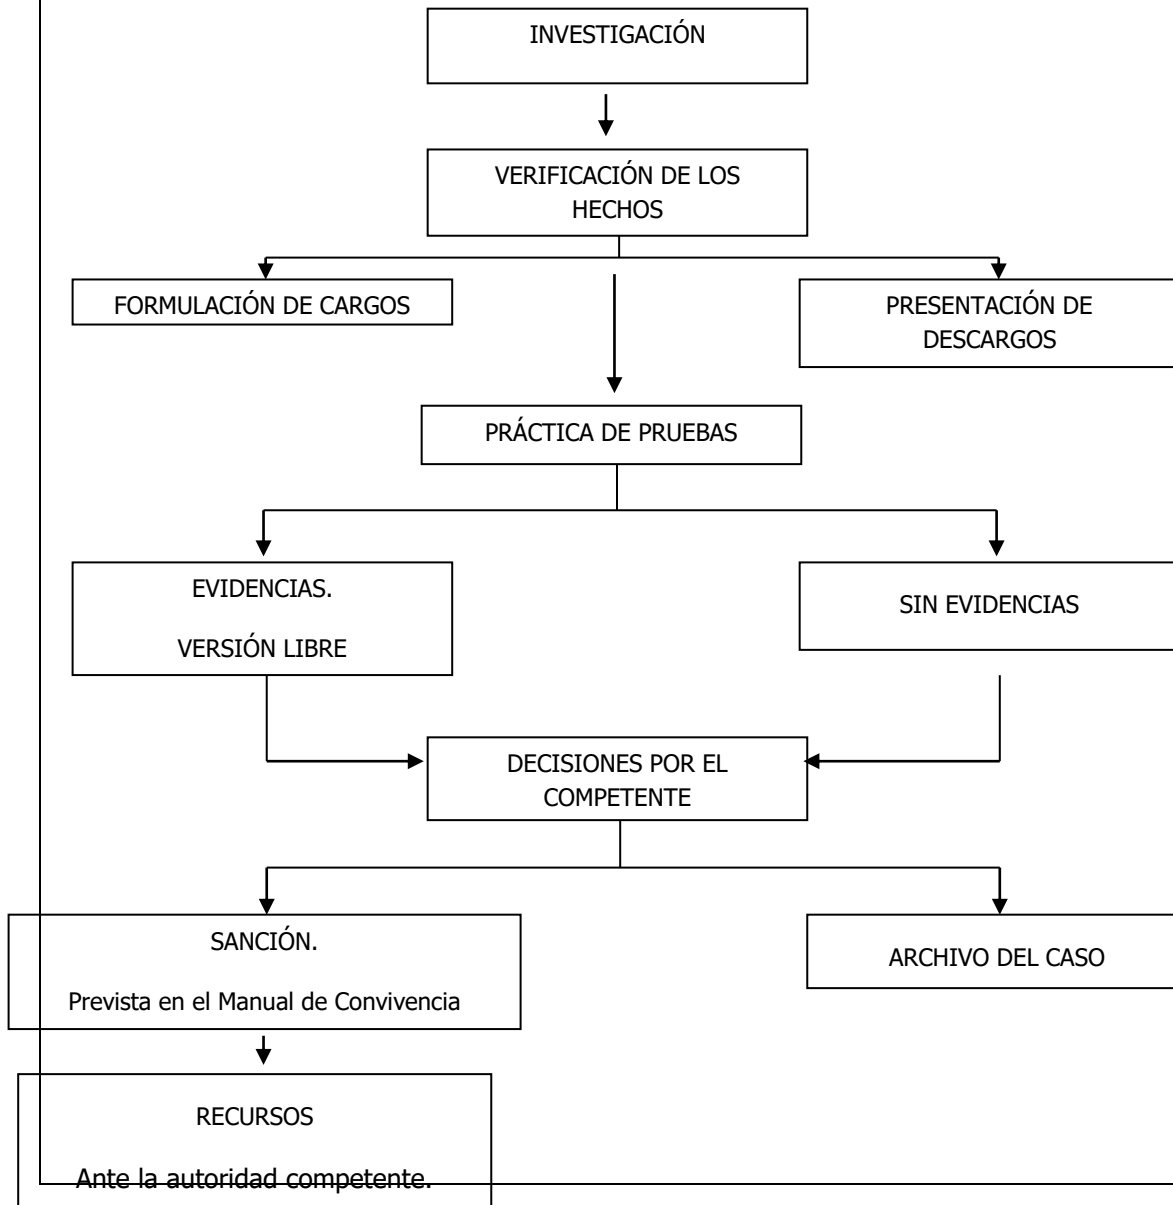 INVESTIGACIÓN
VERIFICACIÓN DE LOS
HECHOS
FORMULACIÓN DE CARGOS
PRESENTACIÓN DE
DESCARGOS
PRÁCTICA DE PRUEBAS
EVIDENCIAS.
VERSIÓN LIBRE
SIN EVIDENCIAS
DECISIONES POR EL
COMPETENTE
SANCIÓN.
Prevista en el Manual de Convivencia
ARCHIVO DEL CASO
RECURSOS
Ante la autoridad competente.